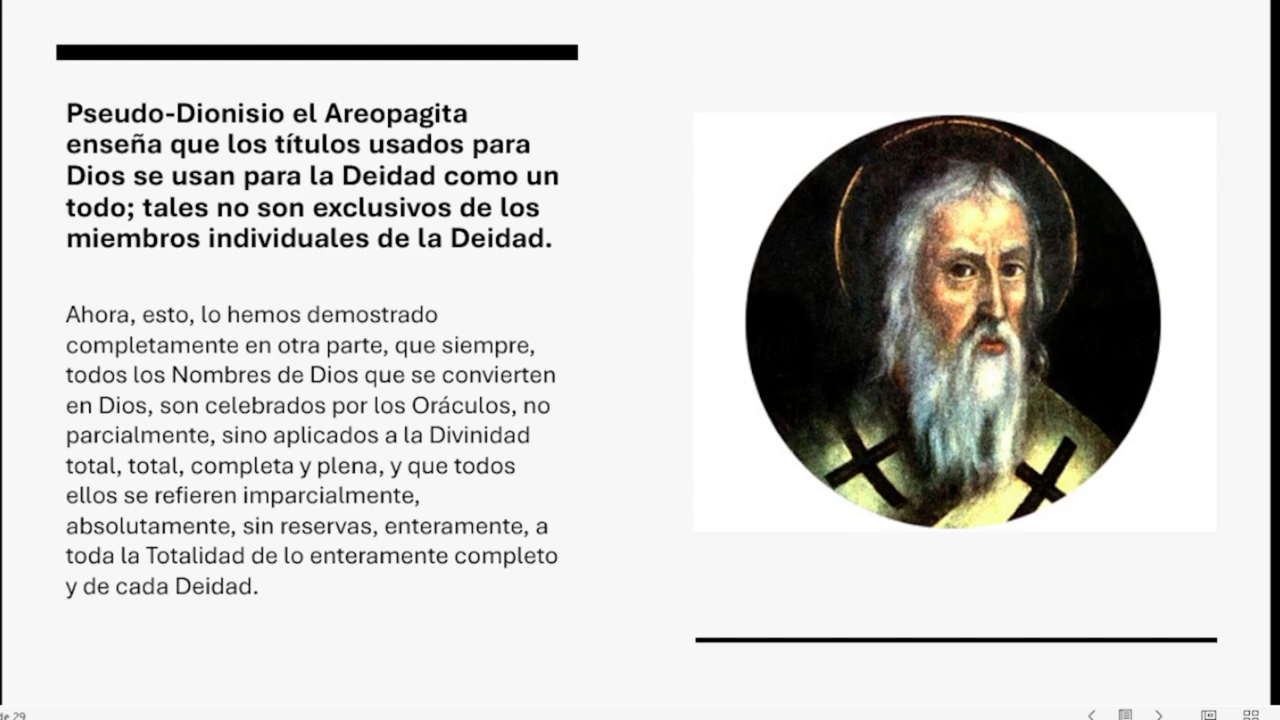 Pseudo-Dionisio el Areopagita
enseña que los títulos usados para
Dios se usan para la Deidad como un
todo; tales no son exclusivos de los
miembros individuales de la Deidad.
Ahora, esto, lo hemos demostrado
completamente en otra parte, que siempre,
todos los Nombres de Dios que se convierten
en Dios, son celebrados por los Oráculos, no
parcialmente, sino aplicados a la Divinidad
total, total, completa y plena, y que todos
ellos se refieren imparcialmente,
absolutamente, sin reservas, enteramente, a
toda la Totalidad de lo enteramente completo
y de cada Deidad.
de 29